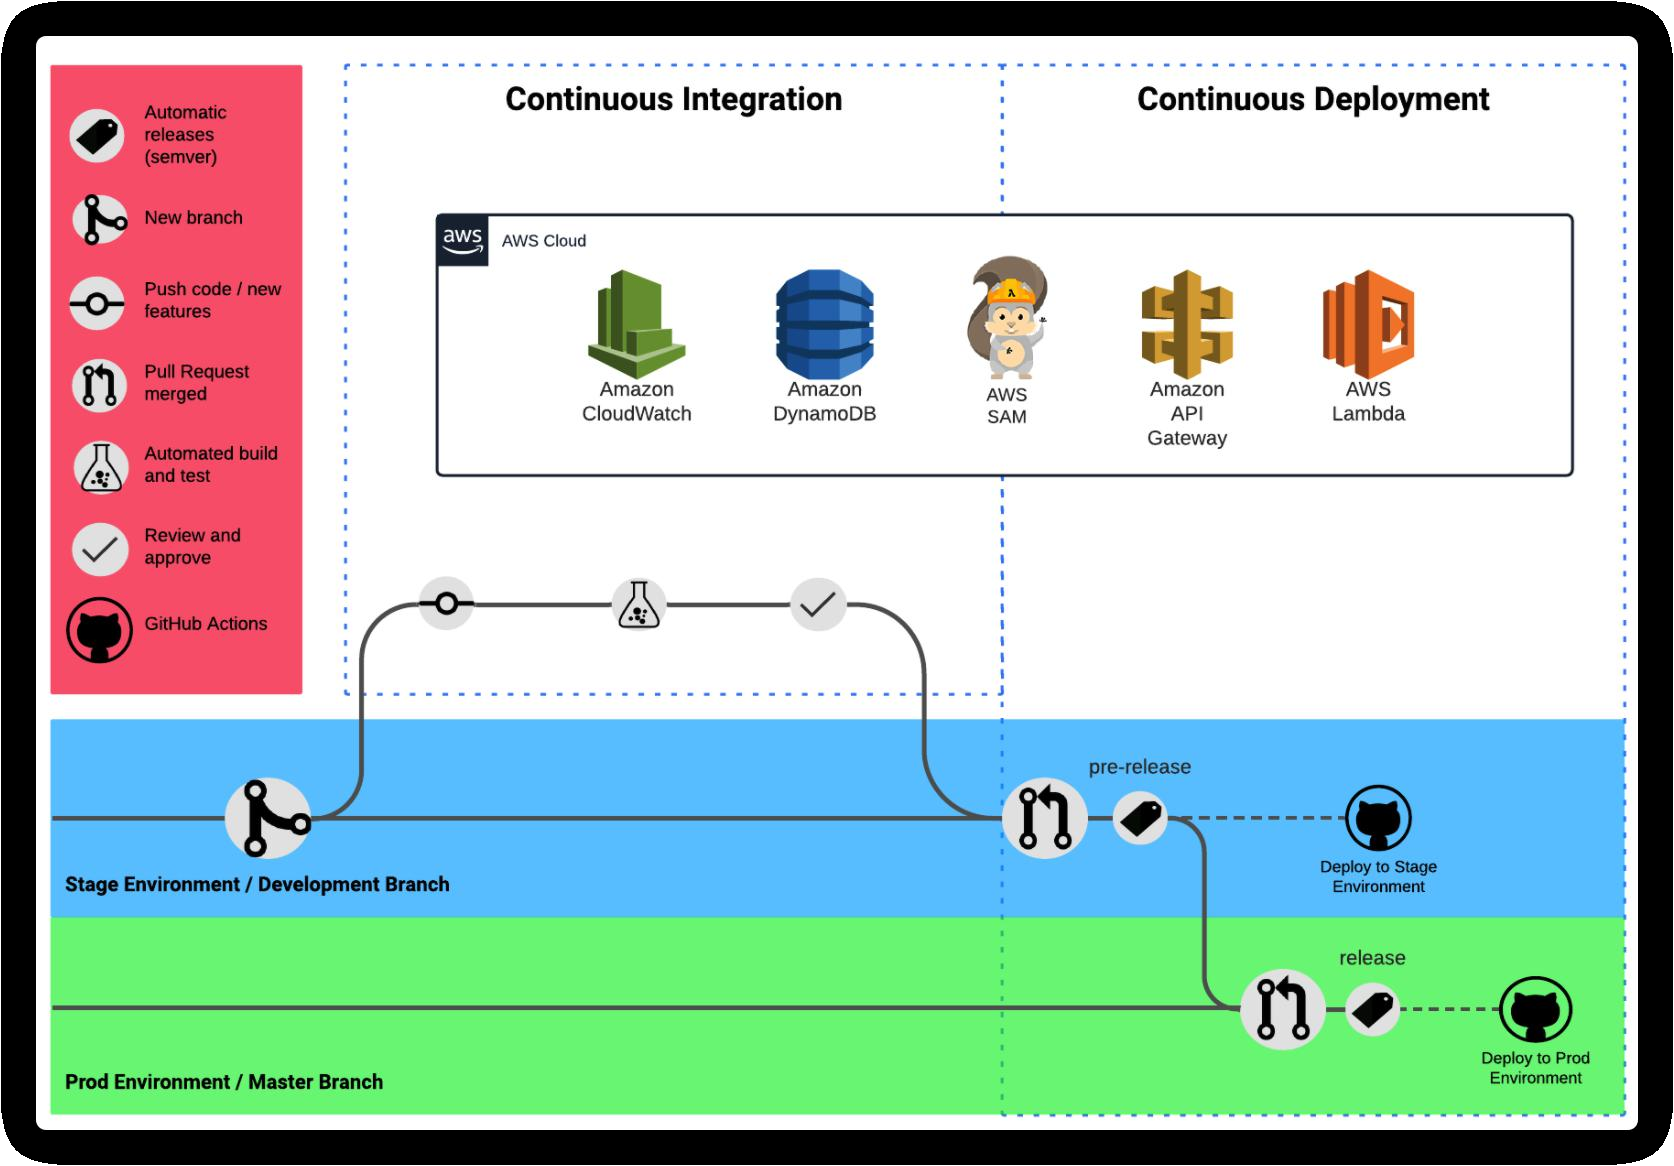 Automatic
releases
(semver)
New branch
Push code / new
features
Pull Request
merged
Automated build
and test
Review and
approve
GitHub Actions
Continuous Integration
Continuous Deployment
aws
AWS Cloud
Amazon
CloudWatch
Amazon
DynamoDB
λ
AWS
SAM
Amazon
API
Gateway
AWS
Lambda
pre-release
Deploy to Stage
Environment
Stage Environment / Development Branch
release
Deploy to Prod
Environment
Prod Environment / Master Branch